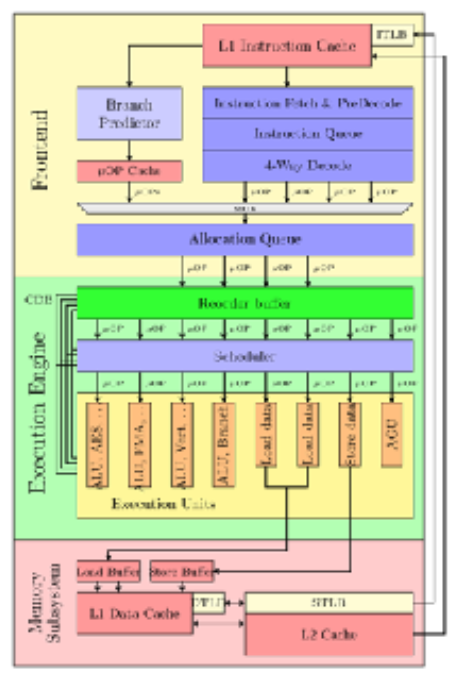 L1 Instruction Cache
ITLB
Branch
Predictor
Instruction Fetch & PreDecode
Instruction Queue
4-Way Decode
μOP Cache
μOPs
μOP
μOP
μOP
μOP
MUX
Allocation Queue
μOP
μOP
μOP
μOP
CDB
Reorder buffer
μOP
μOP
μOP
μOP
μOP
μOP
μOP
μOP
Scheduler
μOP
μOP
μOP
μOP
μOP
μOP
μOP
μOP
ALU, AES, ...
ALU, FMA, ...
ALU, Vect. ...
ALU, Branch
Load data
Load data
Store data
AGU
Execution Units
Frontend
Execution Engine
Memory
Subsystem
Load Buffer
Store Buffer
L1 Data Cache
DTLB
STLB
L2 Cache